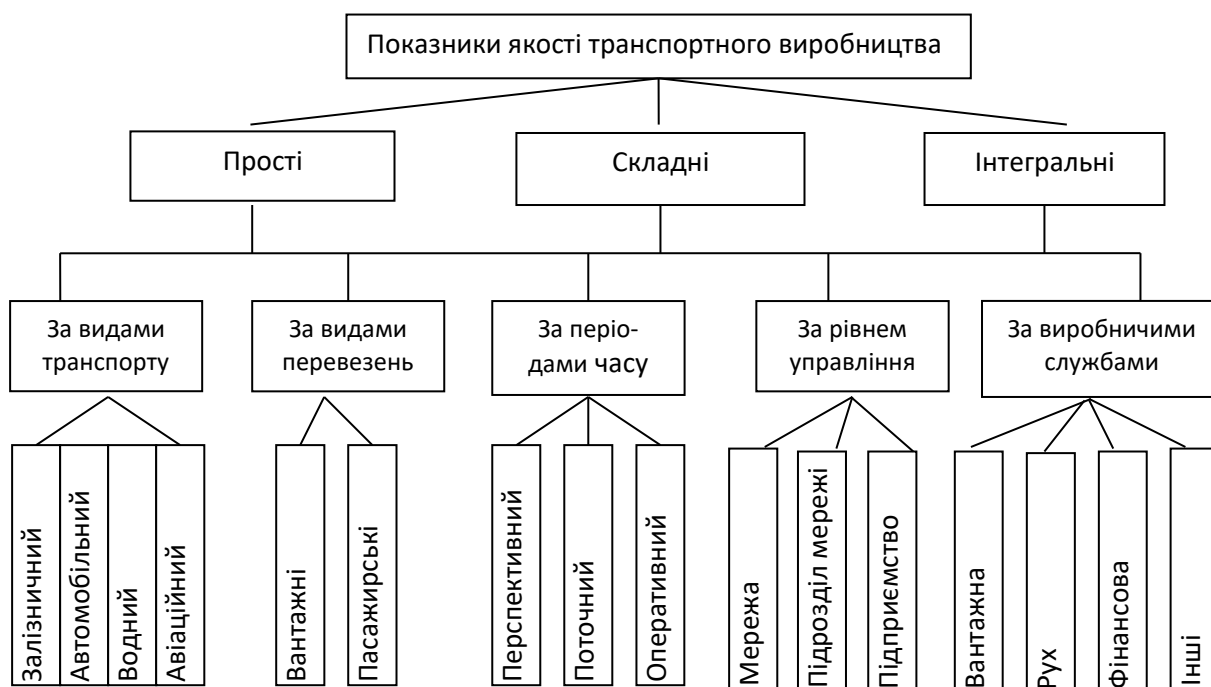 Показники якості транспортного виробництва
Прості
Складні
Інтегральні
За видами
транспорту
За видами
перевезень
За періо-
дами часу
За рівнем
управління
За виробничими
службами
Залізничний
Автомобільний
Водний
Авіаційний
Вантажні
Пасажирські
Перспективний
Поточний
Оперативний
Мережа
Підрозділ мережі
Підприємство
Вантажна
Рух
Фінансова
Інші